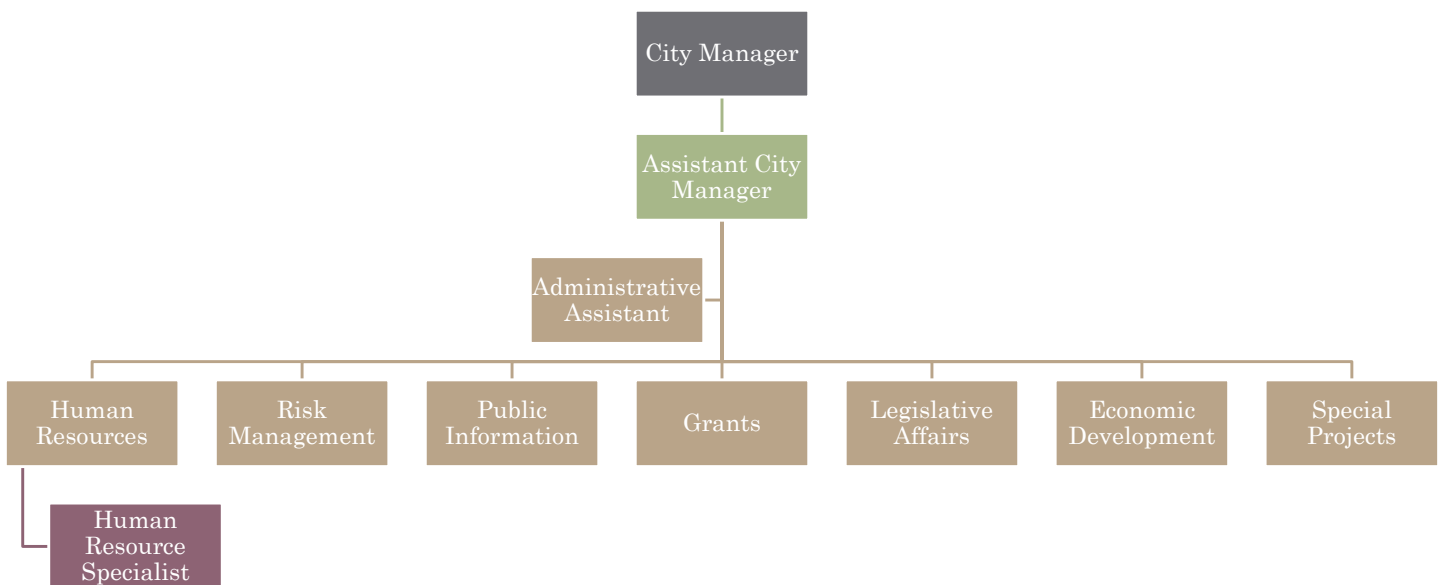 City Manager
Assistant City
Manager
Administrative
Assistant
Human
Resources
Risk
Management
Public
Information
Grants
Legislative
Affairs
Economic
Development
Special
Projects
Human
Resource
Specialist